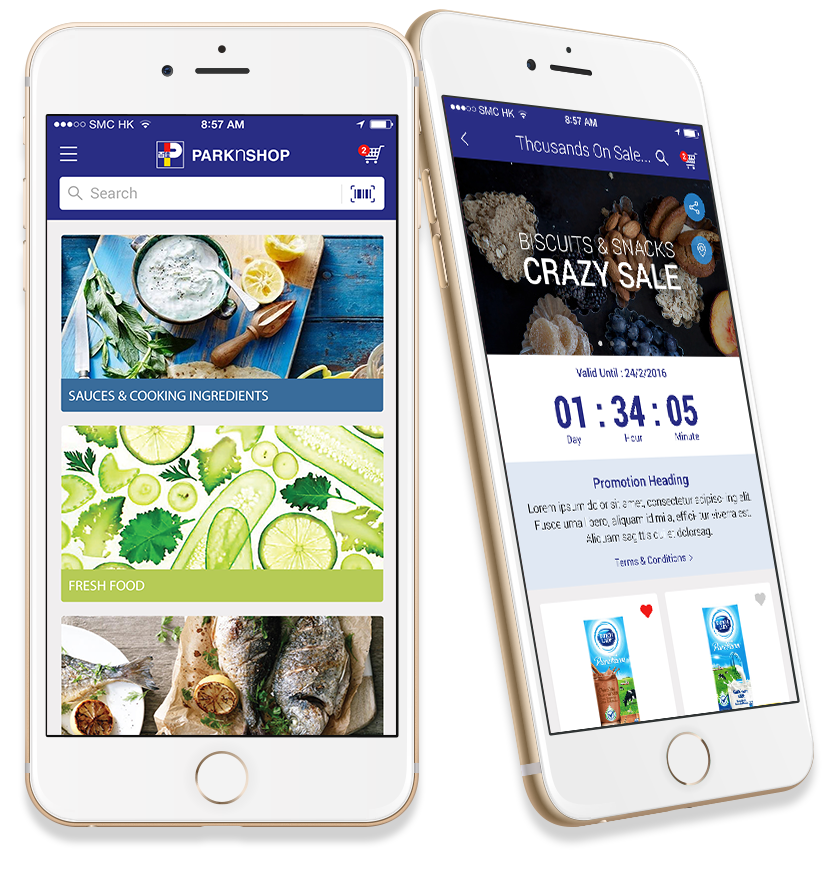 SMC HK
8:57 AM
PARKnSHOP
2
Search
SAUCES & COOKING INGREDIENTS
FRESH FOOD
SMC HK
8:57 AM
Thousands On Sale...
2
BISCUITS & SNACKS
CRAZY SALE
Valid Until : 24/2/2016
01 : 34 : 05
Day Hour Minute
Promotion Heading
Lorem ipsum dolor sit amet, consectetur adipiscing elit.
Fusce urna libero, aliquam id mi a, efficitur viverra est.
Aliquam sagittis
Terms & Conditions >